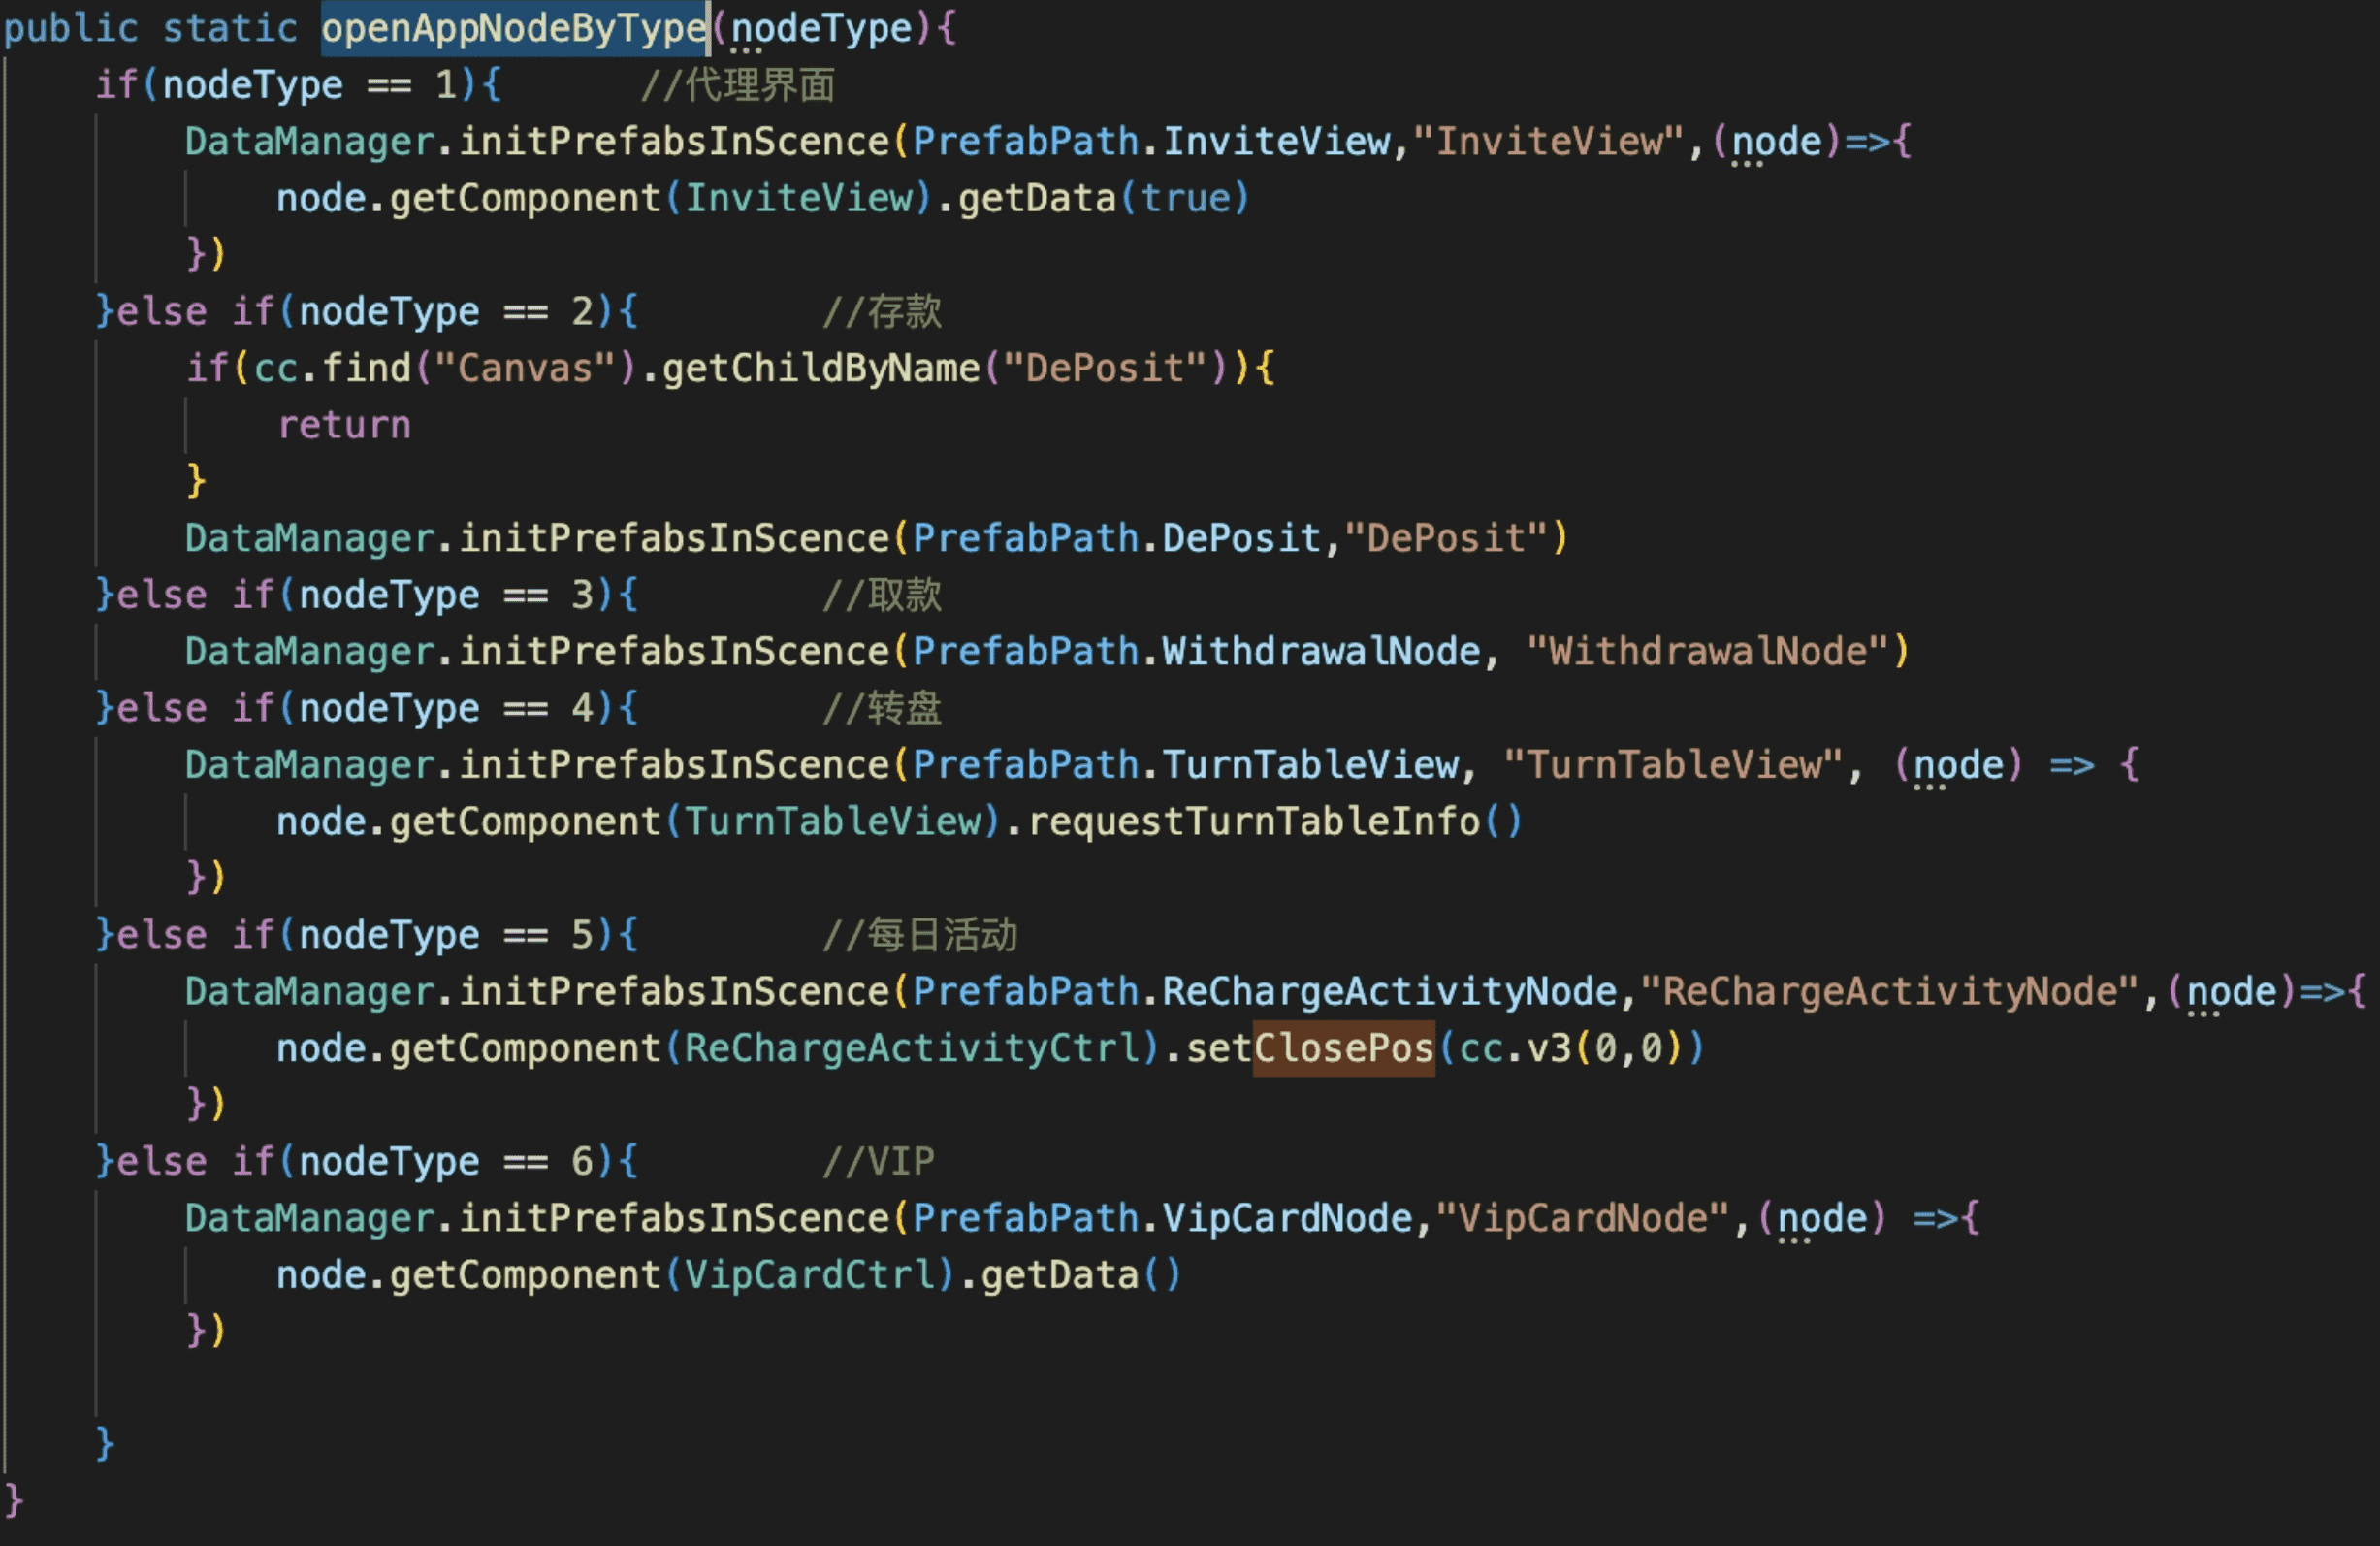 public static openAppNodeByType(nodeType){
if(nodeType == 1){ //代理界面
DataManager.initPrefabsInScence(PrefabPath.InviteView,"InviteView",(node)=>{
node.getComponent(InviteView).getData(true)
})
}else if(nodeType == 2){ //存款
if(cc.find("Canvas").getChildByName("DePosit")){
return
}
DataManager.initPrefabsInScence(PrefabPath.DePosit,"DePosit")
}else if(nodeType == 3){ //取款
DataManager.initPrefabsInScence(PrefabPath.WithdrawalNode, "WithdrawalNode")
}else if(nodeType == 4){ //转盘
DataManager.initPrefabsInScence(PrefabPath.TurnTableView, "TurnTableView", (node) => {
node.getComponent(TurnTableView).requestTurnTableInfo()
})
}else if(nodeType == 5){ //每日活动
DataManager.initPrefabsInScence(PrefabPath.ReChargeActivityNode,"ReChargeActivityNode",(node)=>{
node.getComponent(ReChargeActivityCtrl).setClosePos(cc.v3(0,0))
})
}else if(nodeType == 6){ //VIP
DataManager.initPrefabsInScence(PrefabPath.VipCardNode,"VipCardNode",(node) =>{
node.getComponent(VipCardCtrl).getData()
})
}
}